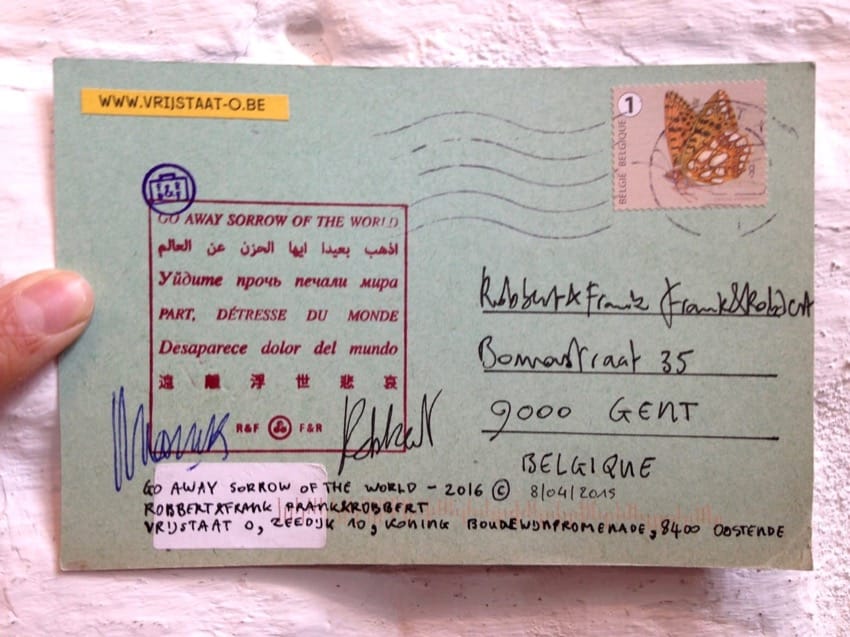 WWW.VRIJSTAAT-O.BE
1
BELGIË BELGIQUE
R&F
GO AWAY SORROW OF THE WORLD
اذهب بعيدا ايها الحزن عن العالم
Уйдите прочь печали мира
PART, DÉTRESSE DU MONDE
Desaparece dolor del mundo
遠離浮世悲哀
R&F F&R
Robbert&Frank Frank&Robbert
Bomastraat 35
9000 GENT
BELGIQUE
GO AWAY SORROW OF THE WORLD - 2016 © 8/04/2015
ROBBERT&FRANK FRANK&ROBBERT
VRIJSTAAT O, ZEEDIJK 10, KONING BOUDEWIJNPROMENADE, 8400 OOSTENDE